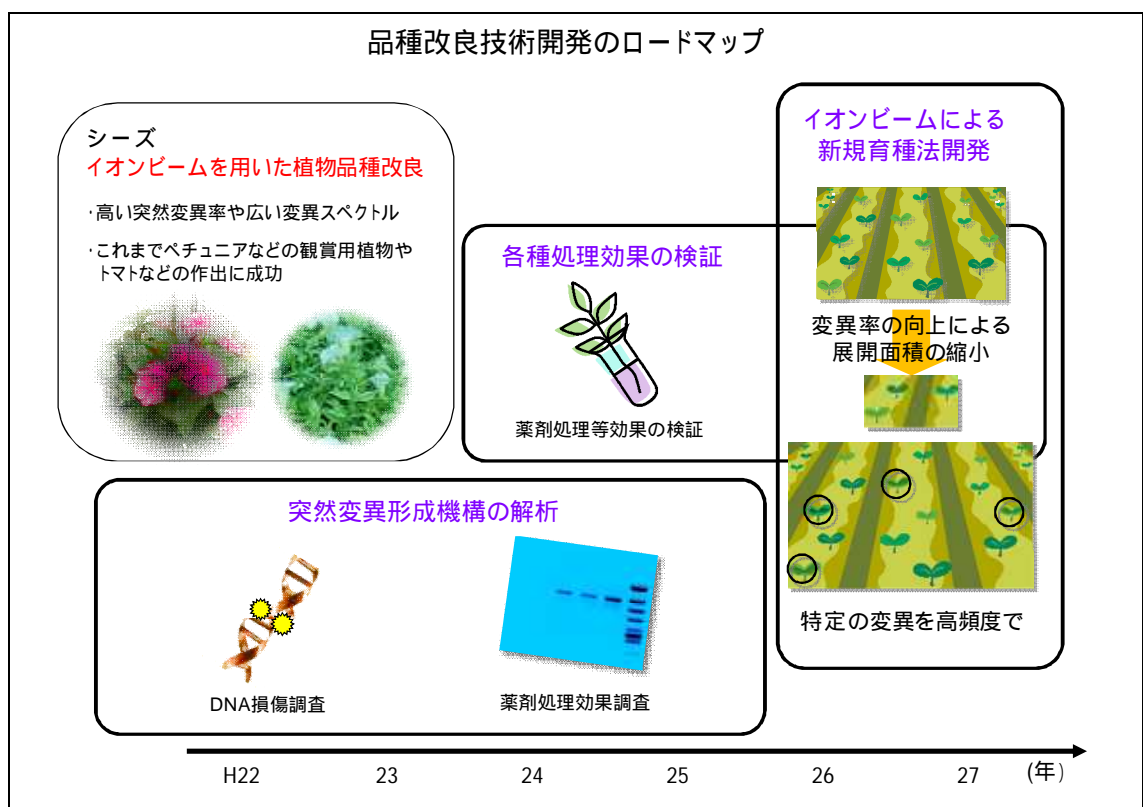 品種改良技術開発のロードマップ
シーズ
イオンビームを用いた植物品種改良
・高い突然変異率や広い変異スペクトル
・これまでペチュニアなどの観賞用植物や
トマトなどの作出に成功
各種処理効果の検証
薬剤処理等効果の検証
イオンビームによる
新規育種法開発
変異率の向上による
展開面積の縮小
特定の変異を高頻度で
突然変異形成機構の解析
DNA損傷調査
薬剤処理効果調査
H22 23 24 25 26 27 (年)